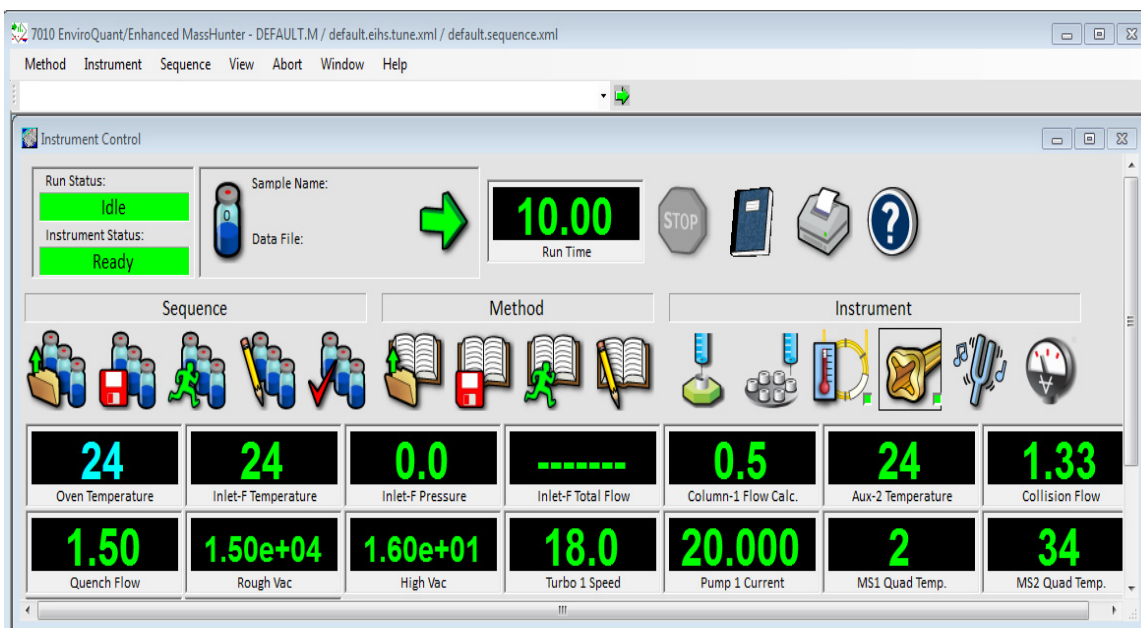 7010 EnviroQuant/Enhanced MassHunter - DEFAULT.M / default.eihs.tune.xml / default.sequence.xml
Method Instrument Sequence View Abort Window Help
Instrument Control
Run Status:
Idle
Instrument Status:
Ready
0
Sample Name:
Data File:
10.00
Run Time
STOP
?
Sequence
Method
Instrument
24
Oven Temperature
24
Inlet-F Temperature
0.0
Inlet-F Pressure
-------
Inlet-F Total Flow
0.5
Column-1 Flow Calc.
24
Aux-2 Temperature
1.33
Collision Flow
1.50
Quench Flow
1.50e+04
Rough Vac
1.60e+01
High Vac
18.0
Turbo 1 Speed
20.000
Pump 1 Current
2
MS1 Quad Temp.
34
MS2 Quad Temp.